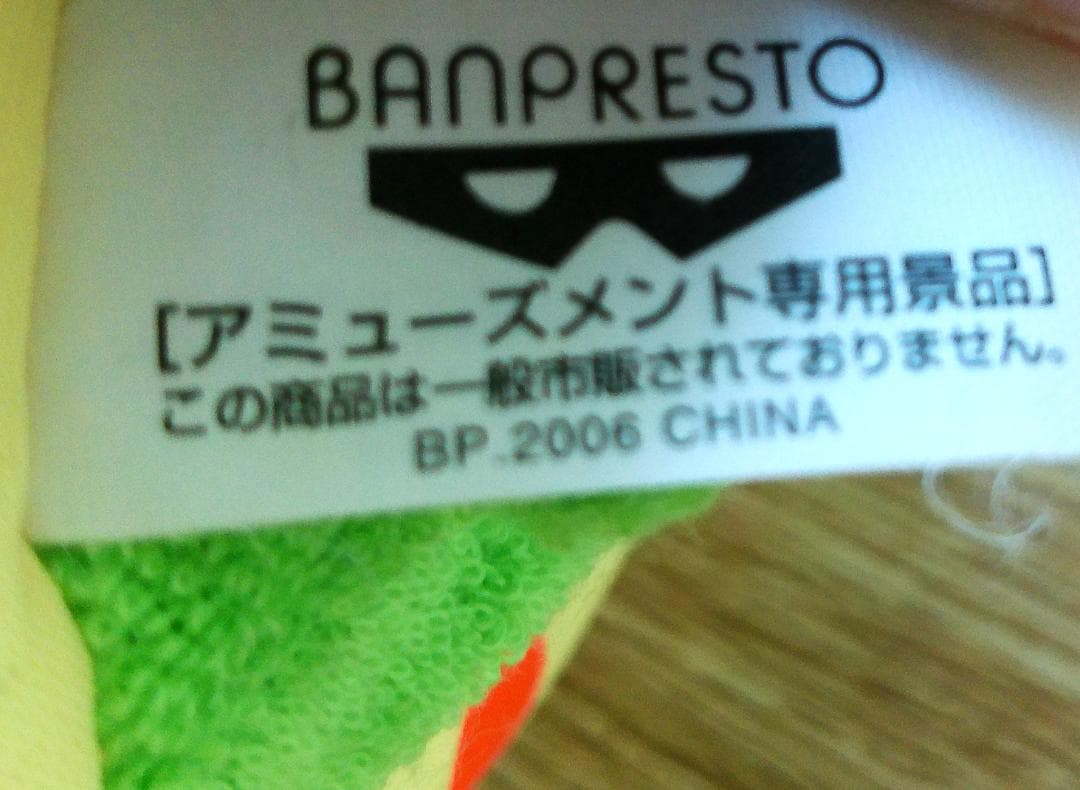 BANPRESTO
[アミューズメント専用景品]
この商品は一般市販されておりません。
BP.2006 CHINA